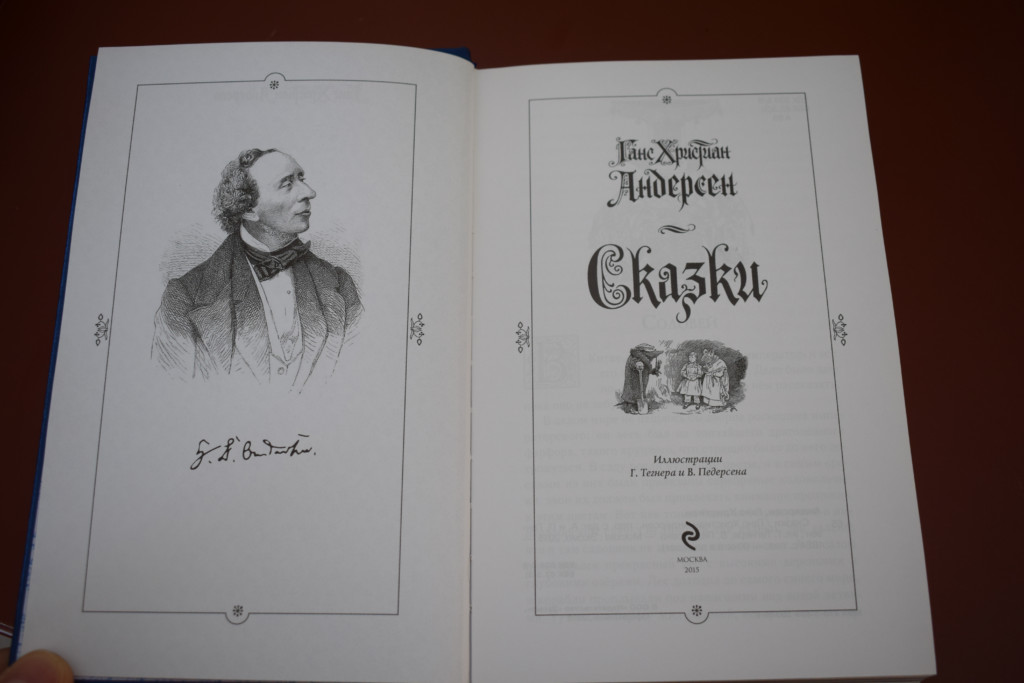 Ганс Христиан
Андерсен
Сказки
Иллюстрации
Г. Тегнера и В. Педерсена
МОСКВА
2015